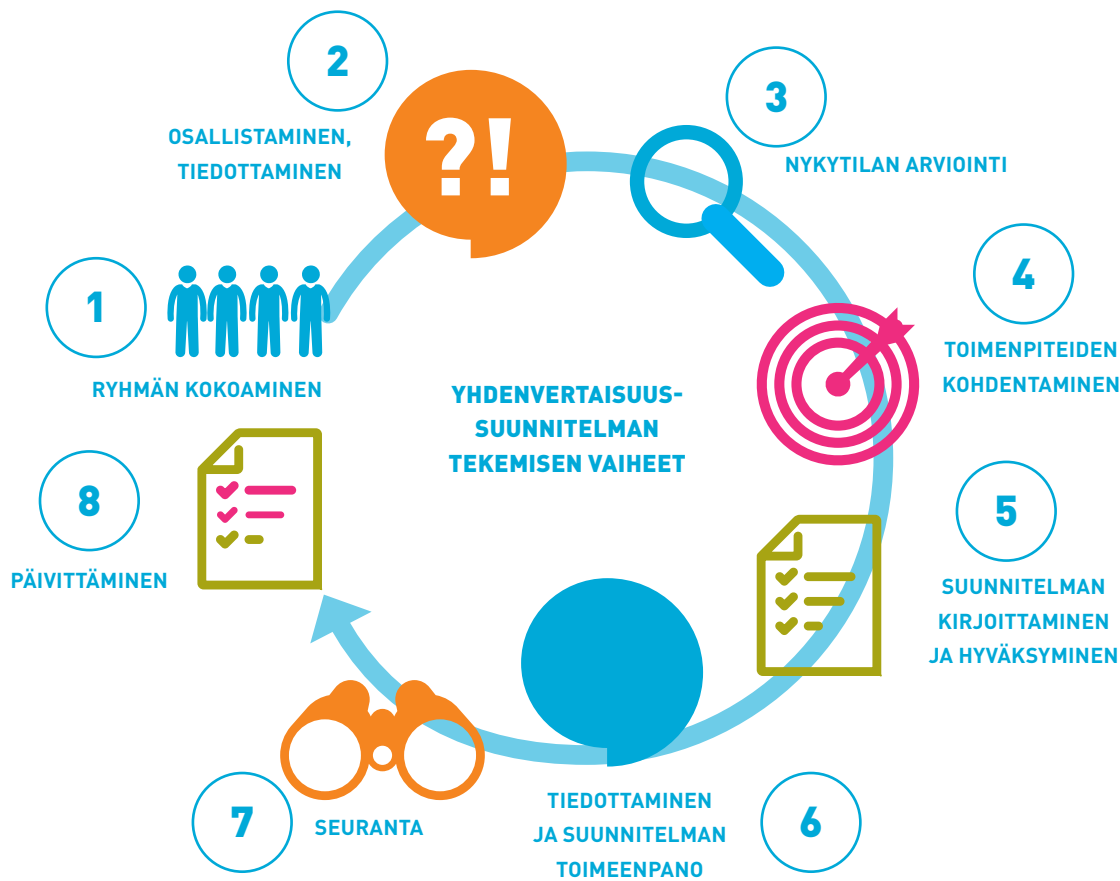 YHDENVERTAISUUS-
SUUNNITELMAN
TEKEMISEN VAIHEET
1
RYHMÄN KOKOAMINEN
2
OSALLISTAMINEN,
TIEDOTTAMINEN
?!
3
NYKYTILAN ARVIOINTI
4
TOIMENPITEIDEN
KOHDENTAMINEN
5
SUUNNITELMAN
KIRJOITTAMINEN
JA HYVÄKSYMINEN
6
TIEDOTTAMINEN
JA SUUNNITELMAN
TOIMEENPANO
7
SEURANTA
8
PÄIVITTÄMINEN